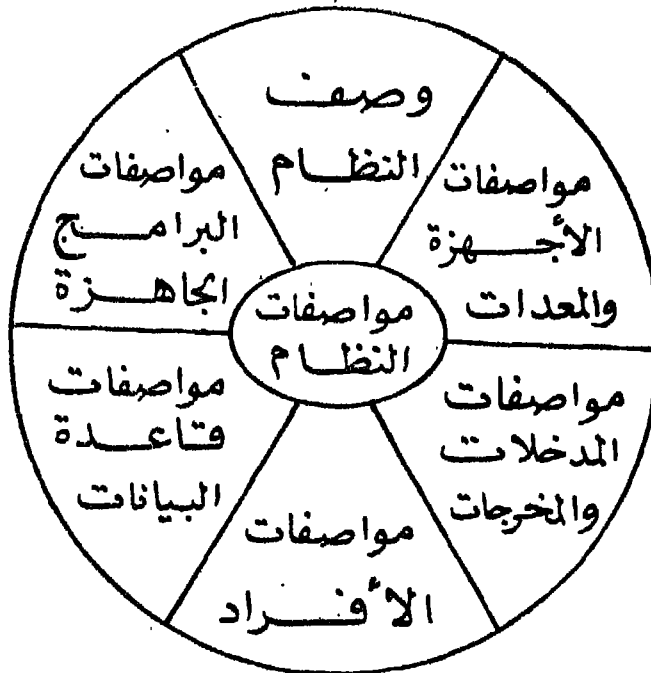 وصف
النظام
مواصفات
الأجهزة
والمعدات
مواصفات
المدخلات
والمخرجات
مواصفات
الأفراد
مواصفات
قاعدة
البيانات
مواصفات
البرامج
الجاهزة
مواصفات
النظام